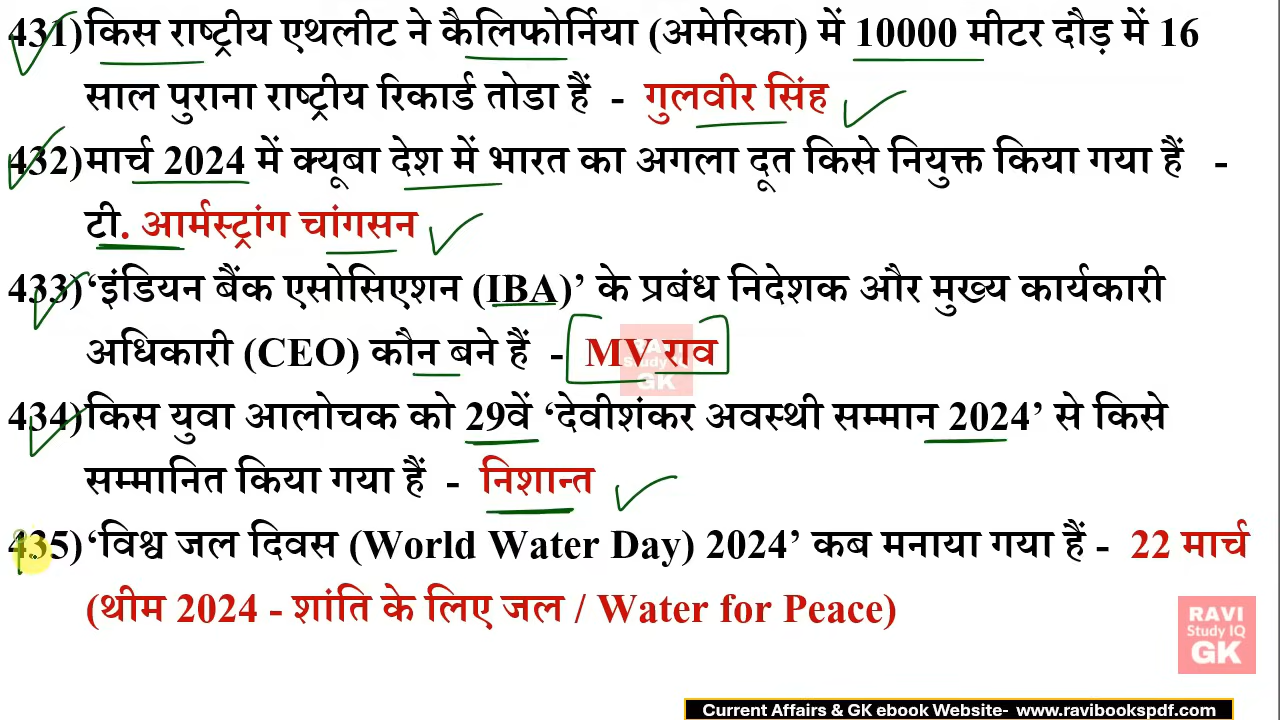 431)किस राष्ट्रीय एथलीट ने कैलिफोर्निया (अमेरिका) में 10000 मीटर दौड़ में 16
साल पुराना राष्ट्रीय रिकार्ड तोडा हैं - गुलवीर सिंह
432)मार्च 2024 में क्यूबा देश में भारत का अगला दूत किसे नियुक्त किया गया हैं -
टी. आर्मस्ट्रांग चांगसन
433)‘इंडियन बैंक एसोसिएशन (IBA)’ के प्रबंध निदेशक और मुख्य कार्यकारी
अधिकारी (CEO) कौन बने हैं - MV राव
434)किस युवा आलोचक को 29वें ‘देवीशंकर अवस्थी सम्मान 2024’ से किसे
सम्मानित किया गया हैं - निशान्त
435)‘विश्व जल दिवस (World Water Day) 2024’ कब मनाया गया हैं - 22 मार्च
(थीम 2024 - शांति के लिए जल / Water for Peace)
RAVI
Study IQ
GK
Current Affairs & GK ebook Website- www.ravibookspdf.com